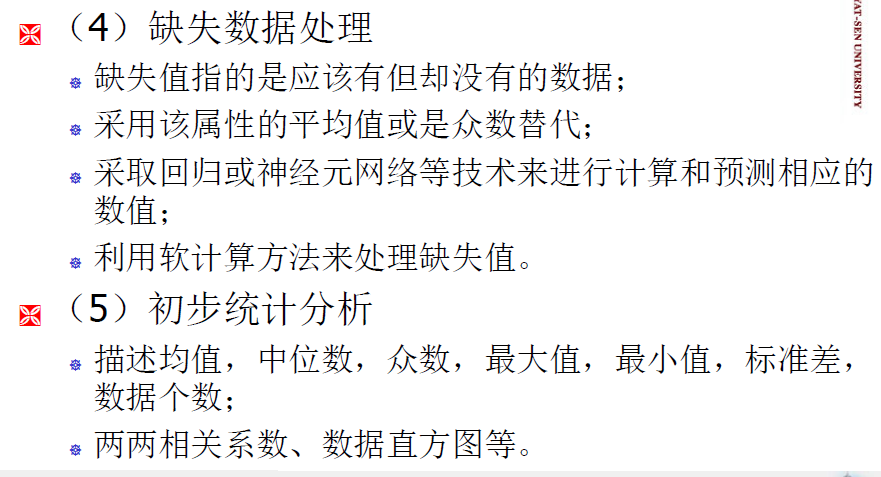 （4）缺失数据处理
缺失值指的是应该有但却没有的数据；
采用该属性的平均值或是众数替代；
采取回归或神经元网络等技术来进行计算和预测相应的
数值；
利用软计算方法来处理缺失值。
（5）初步统计分析
描述均值，中位数，众数，最大值，最小值，标准差，
数据个数；
两两相关系数、数据直方图等。
YAT-SEN UNIVERSITY